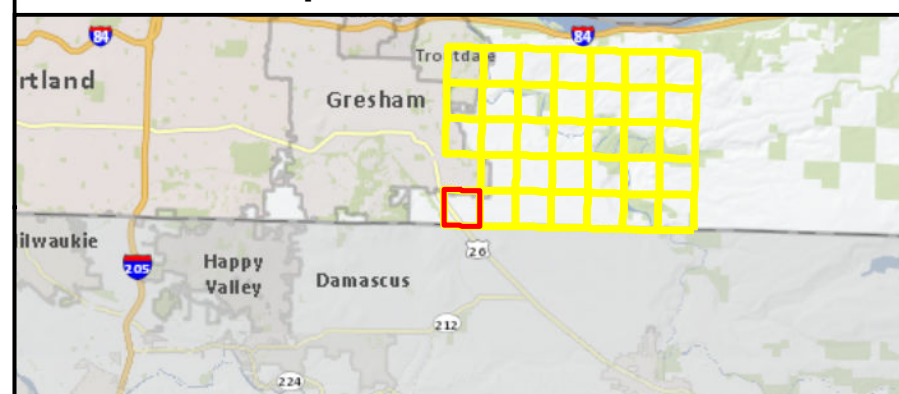 84
84
Troutdale
rtland
Gresham
ilwaukie
205
Happy
Valley
Damascus
26
212
224